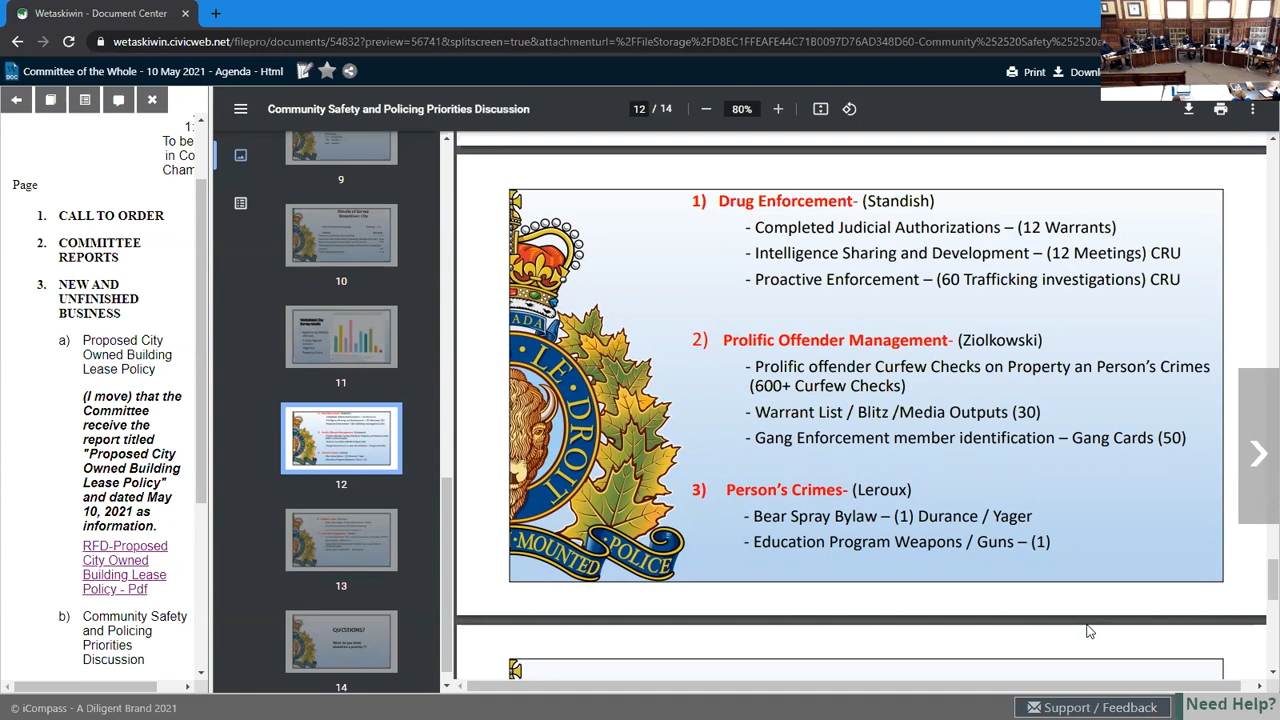 Wetaskiwin - Document Center
wetaskiwin.civicweb.net/filepro/documents/54832?preview=56741&splitscreen=true&attachmenturl=%2FFileStorage%2FD8EC1FFEAFE44C71B3057D76AD348D60-Community%252520Safety%252520a
Committee of the Whole - 10 May 2021 - Agenda - Html
Print
Downl
Community Safety and Policing Priorities Discussion
12 / 14
80%
To be
in Co
Cham
Page
1. CALL TO ORDER
2. COMMITTEE
REPORTS
3. NEW AND
UNFINISHED
BUSINESS
a) Proposed City
Owned Building
Lease Policy
(I move) that the
Committee
receive the
report titled
"Proposed City
Owned Building
Lease Policy"
and dated May
10, 2021 as
information.
RFD-Proposed
City Owned
Building Lease
Policy - Pdf
b) Community Safety
and Policing
Priorities
Discussion
9
10
11
12
13
QUESTIONS?
14
1) Drug Enforcement- (Standish)
- Completed Judicial Authorizations – (12 Warrants)
- Intelligence Sharing and Development – (12 Meetings) CRU
- Proactive Enforcement – (60 Trafficking investigations) CRU
2) Prolific Offender Management- (Ziolkowski)
- Prolific offender Curfew Checks on Property an Person's Crimes
(600+ Curfew Checks)
- Warrant List / Blitz /Media Outputs (30)
- Gang Enforcement member identification – Gang Cards (50)
3) Person's Crimes- (Leroux)
- Bear Spray Bylaw – (1) Durance / Yager
- Education Program Weapons / Guns – (1)
ADA
LE DROIT
MOUNTED POLICE
© iCompass - A Diligent Brand 2021
Support / Feedback
Need Help?